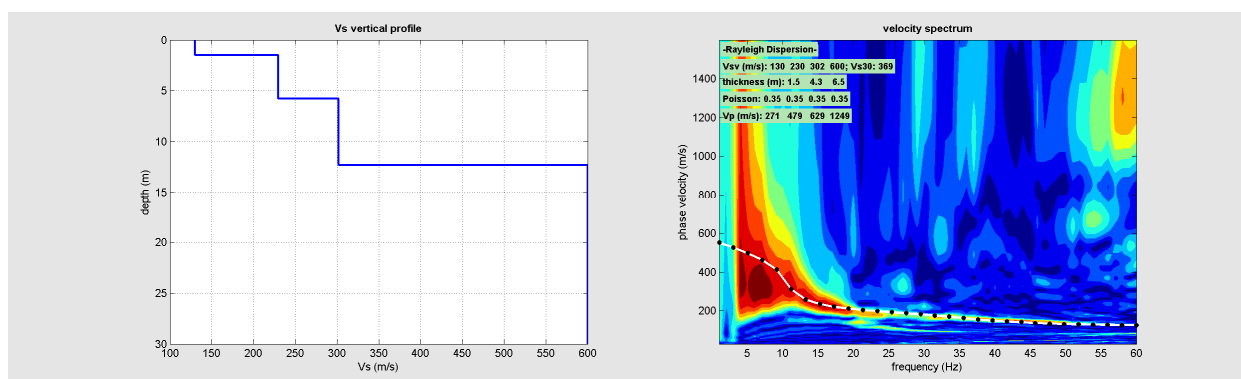 Vs vertical profile
0
5
10
15
20
25
30
depth (m)
100 150 200 250 300 350 400 450 500 550 600
Vs (m/s)
velocity spectrum
-Rayleigh Dispersion-
Vsv (m/s): 130 230 302 600; Vs30: 369
thickness (m): 1.5 4.3 6.5
Poisson: 0.35 0.35 0.35 0.35
Vp (m/s): 271 479 629 1249
1400
1200
1000
800
600
400
200
phase velocity (m/s)
5 10 15 20 25 30 35 40 45 50 55 60
frequency (Hz)